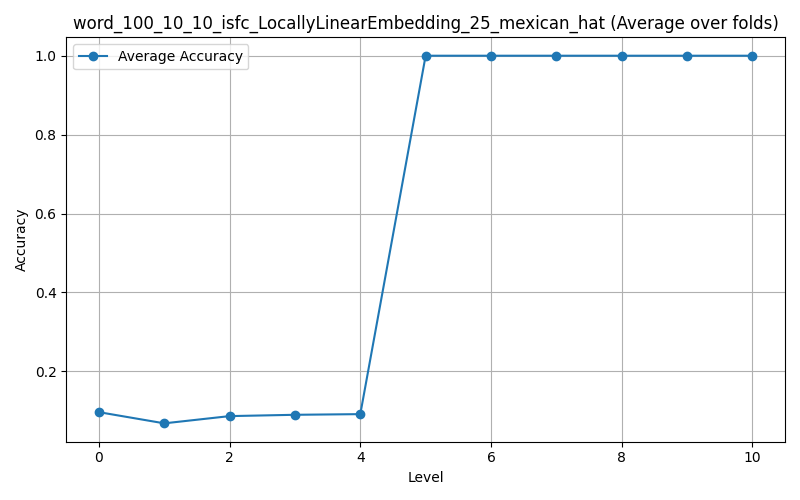 word_100_10_10_isfc_LocallyLinearEmbedding_25_mexican_hat (Average over folds)
Average Accuracy
1.0
0.8
0.6
0.4
0.2
Accuracy
0 2 4 6 8 10
Level